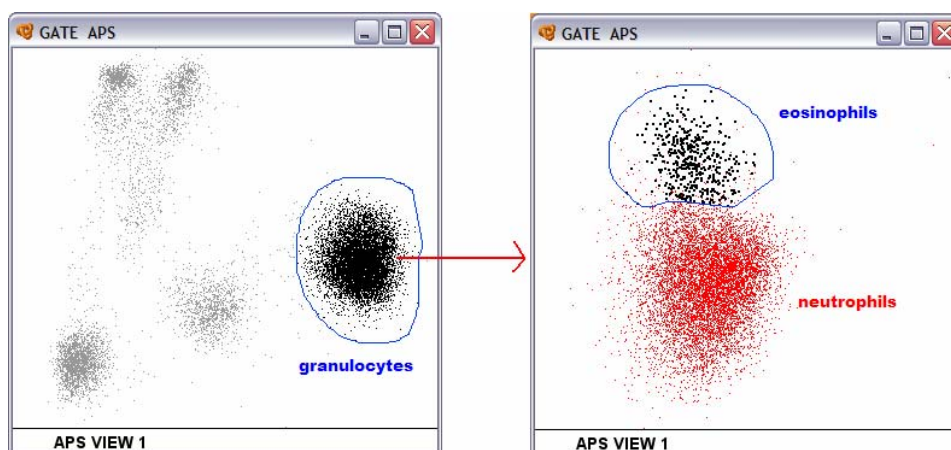 GATE APS
granulocytes
APS VIEW 1
GATE APS
eosinophils
neutrophils
APS VIEW 1